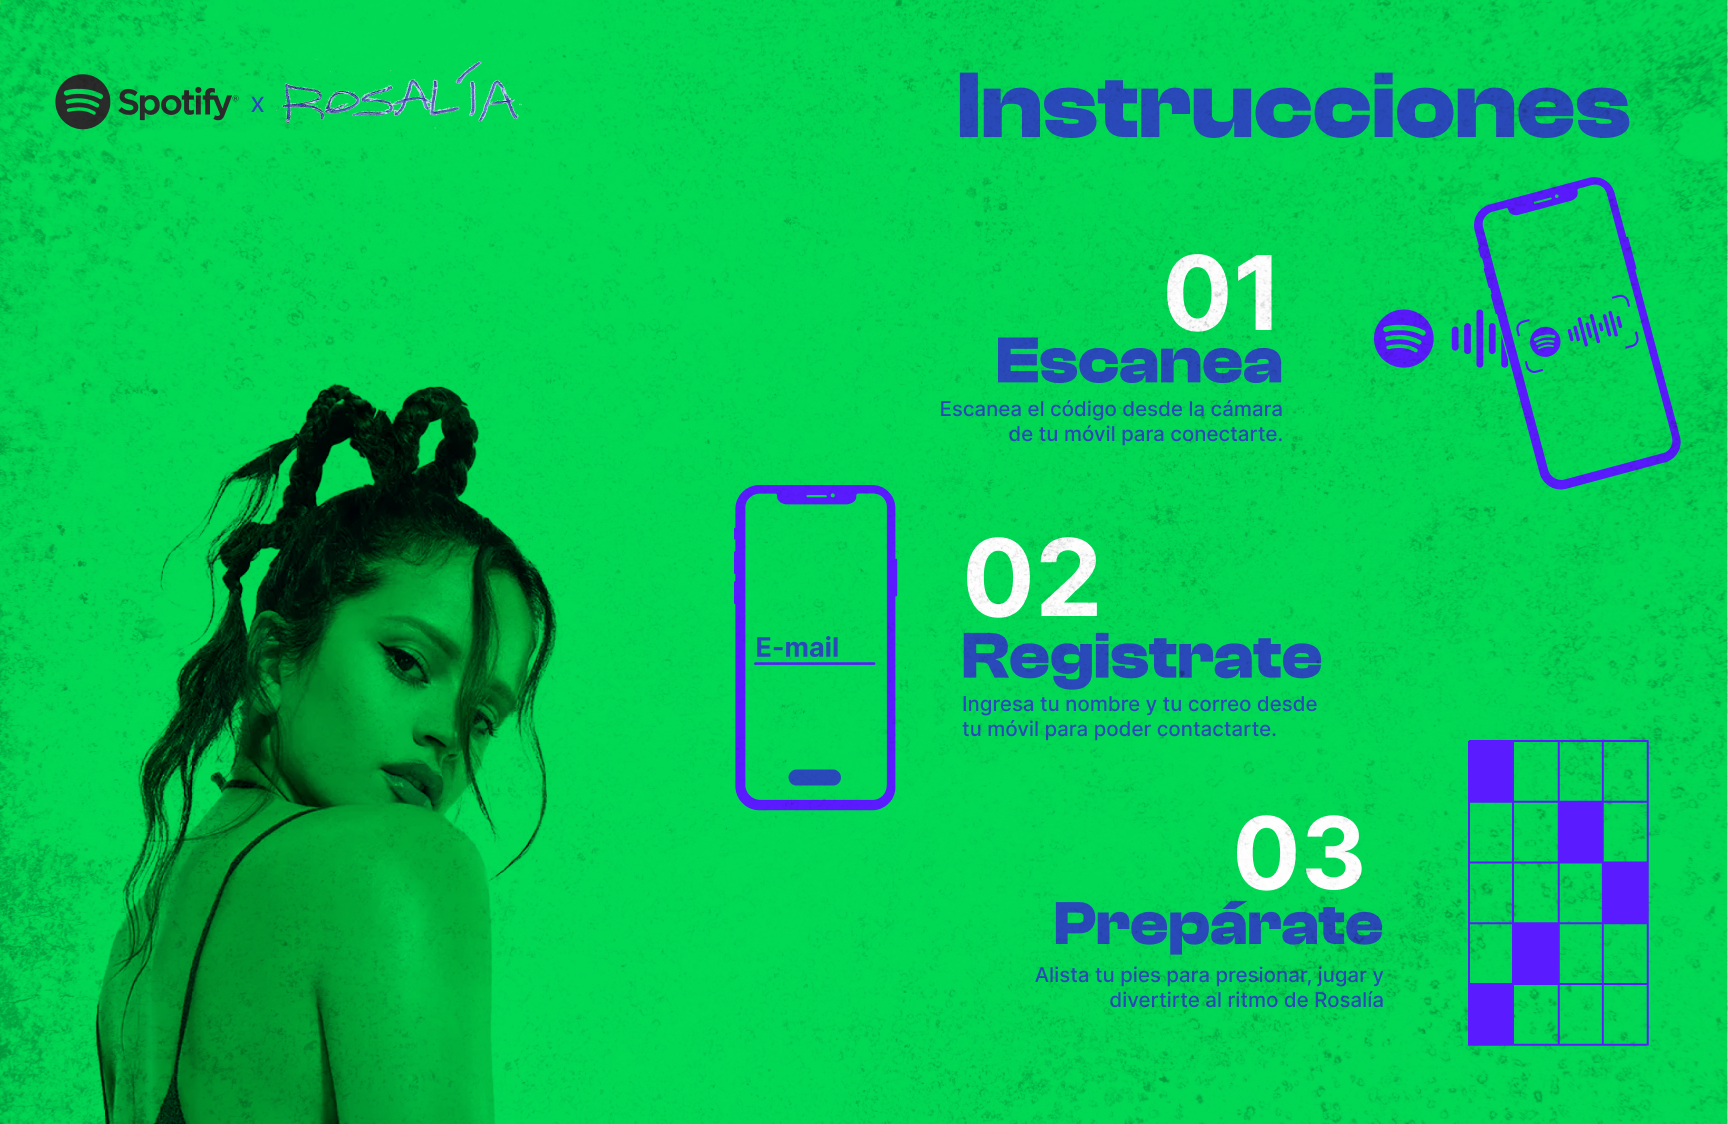 Spotify® x ROSALÍA
Instrucciones
01
Escanea
Escanea el código desde la cámara
de tu móvil para conectarte.
E-mail
02
Registrate
Ingresa tu nombre y tu correo desde
tu móvil para poder contactarte.
03
Prepárate
Alista tu pies para presionar, jugar y
divertirte al ritmo de Rosalía